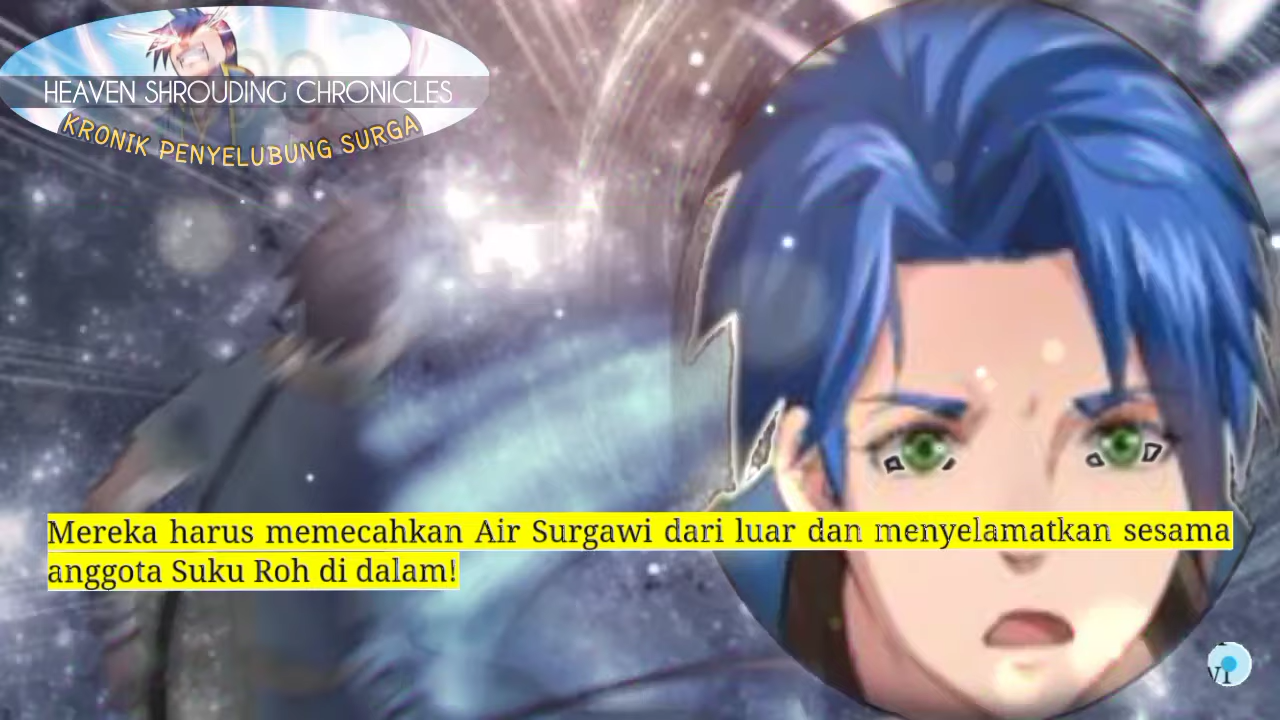 HEAVEN SHROUDING CHRONICLES
KRONIK PENYELUBUNG SURGA
Mereka harus memecahkan Air Surgawi dari luar dan menyelamatkan sesama
anggota Suku Roh di dalam!